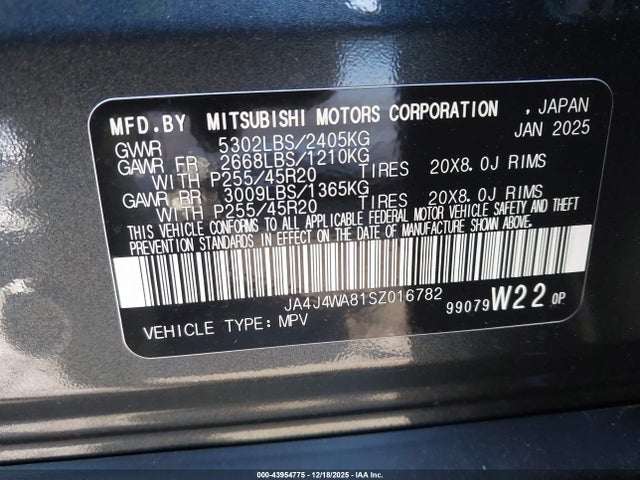 MFD.BY MITSUBISHI MOTORS CORPORATION , JAPAN
GVWR 5302LBS/2405KG JAN 2025
GAWR FR 2668LBS/1210KG
WITH P255/45R20 TIRES 20X8.0J RIMS
GAWR RR 3009LBS/1365KG
WITH P255/45R20 TIRES 20X8.0J RIMS
THIS VEHICLE CONFORMS TO ALL APPLICABLE FEDERAL MOTOR VEHICLE SAFETY AND THEFT
PREVENTION STANDARDS IN EFFECT ON THE DATE OF MANUFACTURE SHOWN ABOVE.
JA4J4WA81SZ016782
VEHICLE TYPE: MPV 99079 W22 OP
000-43954775 - 12/18/2025 - IAA Inc.